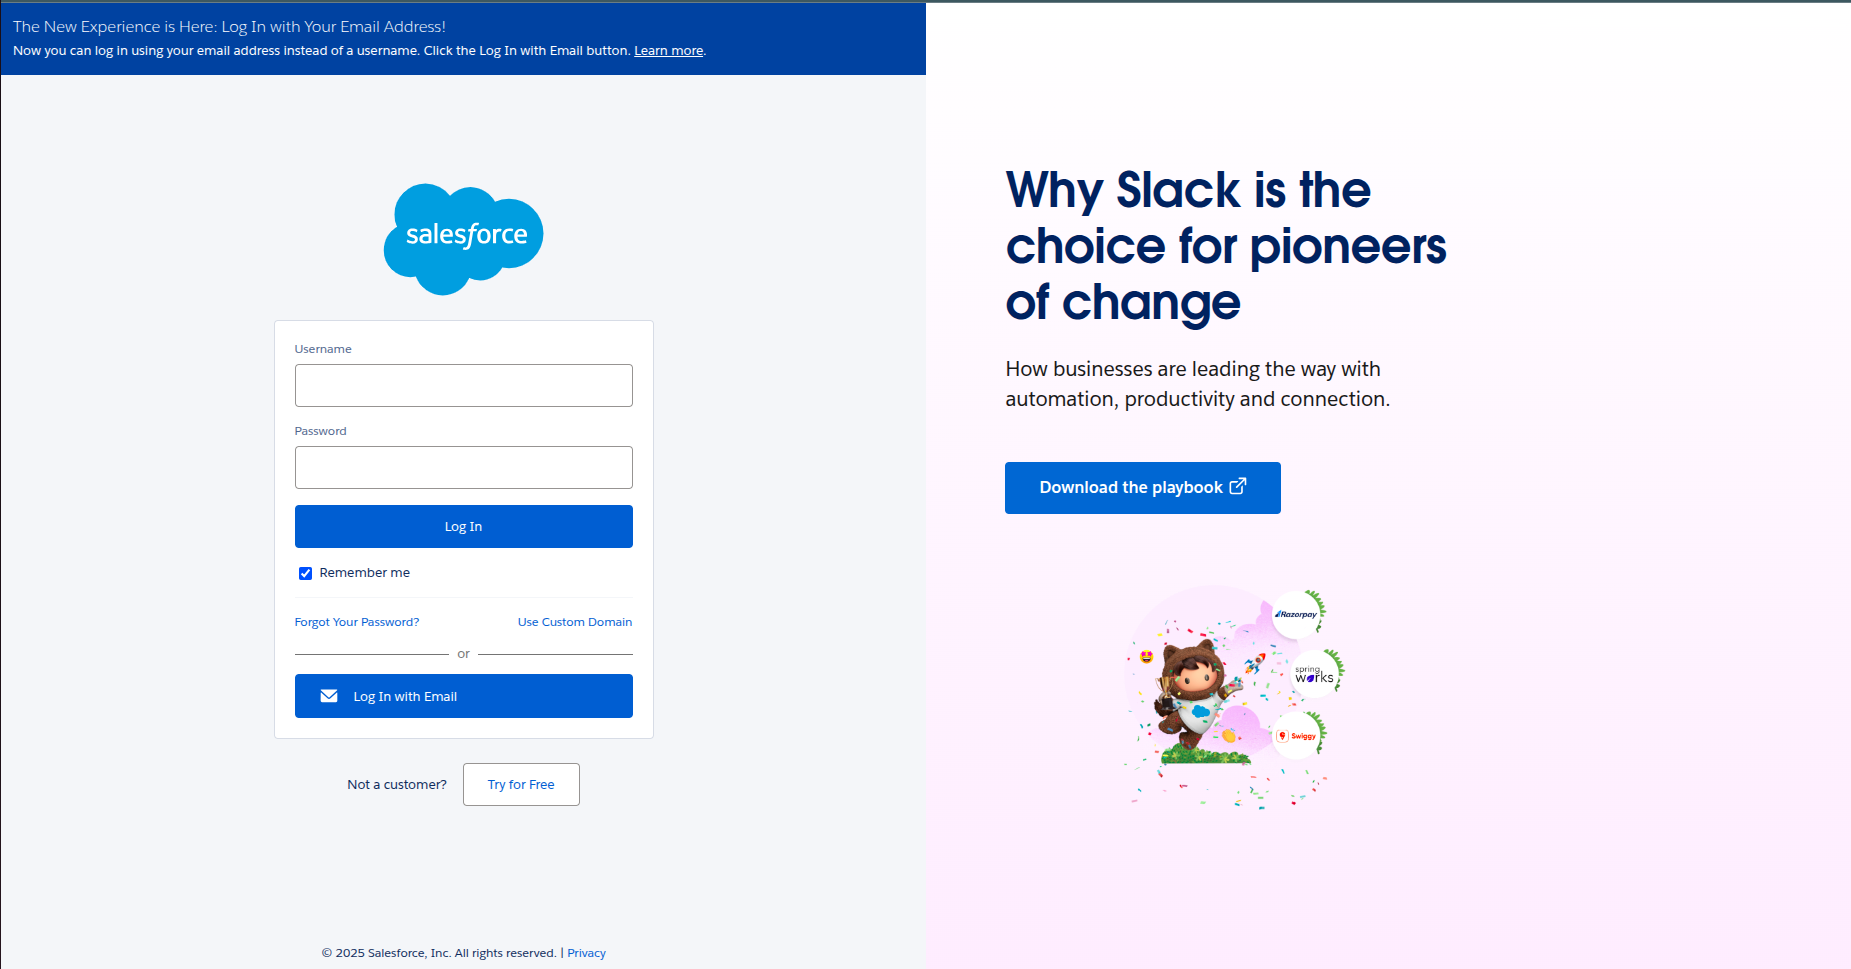 The New Experience is Here: Log In with Your Email Address!
Now you can log in using your email address instead of a username. Click the Log In with Email button. Learn more.
salesforce
Username
Password
Log In
Remember me
Forgot Your Password?
Use Custom Domain
or
Log In with Email
Not a customer?
Try for Free
© 2025 Salesforce, Inc. All rights reserved. | Privacy
Why Slack is the
choice for pioneers
of change
How businesses are leading the way with
automation, productivity and connection.
Download the playbook
Razorpay
spring
works
Swiggy